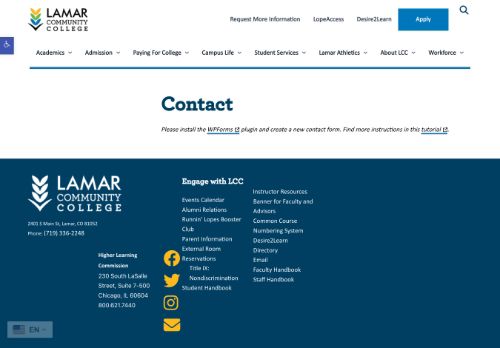 LAMAR
COMMUNITY
COLLEGE
Request More Information LopeAccess Desire2Learn Apply
Academics Admission Paying For College Campus Life Student Services Lamar Athletics About LCC Workforce
Contact
Please install the WPForms plugin and create a new contact form. Find more instructions in this tutorial.
LAMAR
COMMUNITY
COLLEGE
2401 S Main St, Lamar, CO 81052
Phone: (719) 336-2248
Higher Learning
Commission
230 South LaSalle
Street, Suite 7-500
Chicago, IL 60604
800.621.7440
Engage with LCC
Events Calendar
Alumni Relations
Runnin' Lopes Booster
Club
Parent Information
External Room
Reservations
Title IX:
Nondiscrimination
Student Handbook
Instructor Resources
Banner for Faculty and
Advisors
Common Course
Numbering System
Desire2Learn
Directory
Email
Faculty Handbook
Staff Handbook
EN